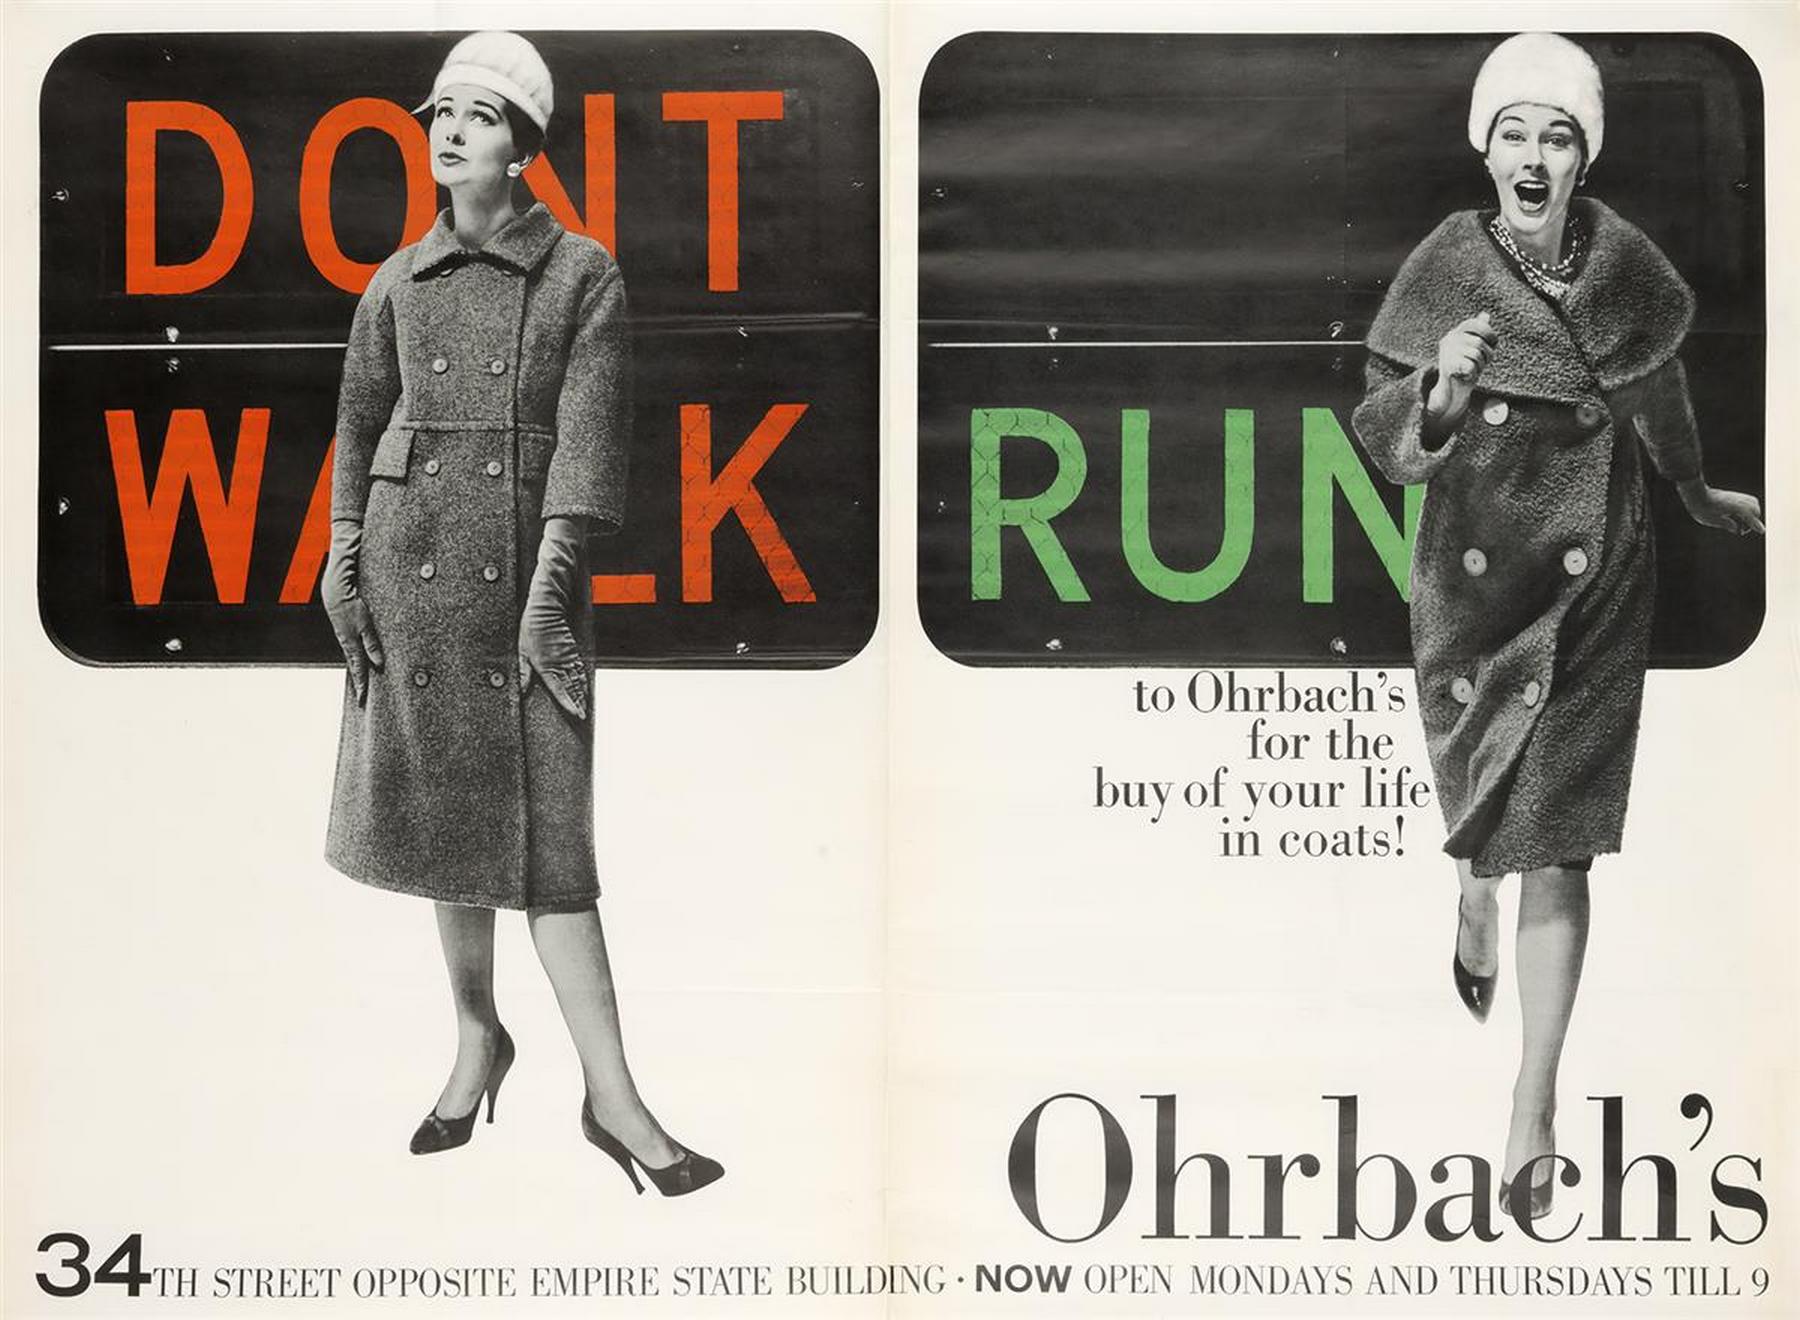 DONT
WALK
RUN
to Ohrbach's
for the
buy of your life
in coats!
Ohrbach's
34TH STREET OPPOSITE EMPIRE STATE BUILDING · NOW OPEN MONDAYS AND THURSDAYS TILL 9